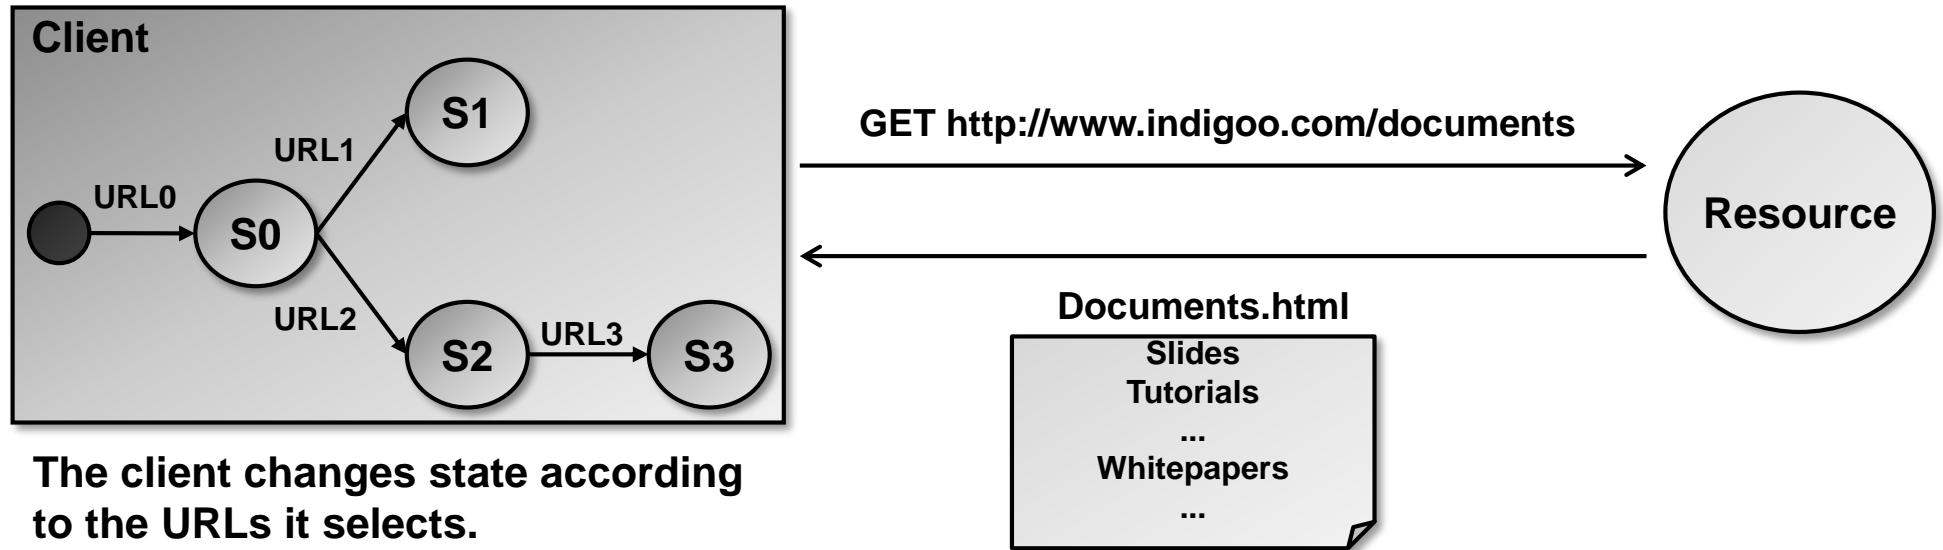 Client
S1
URL1
URL0
S0
URL2
S2
URL3
S3
The client changes state according
to the URLs it selects.
GET http://www.indigoo.com/documents
Resource
Documents.html
Slides
Tutorials
...
Whitepapers
...